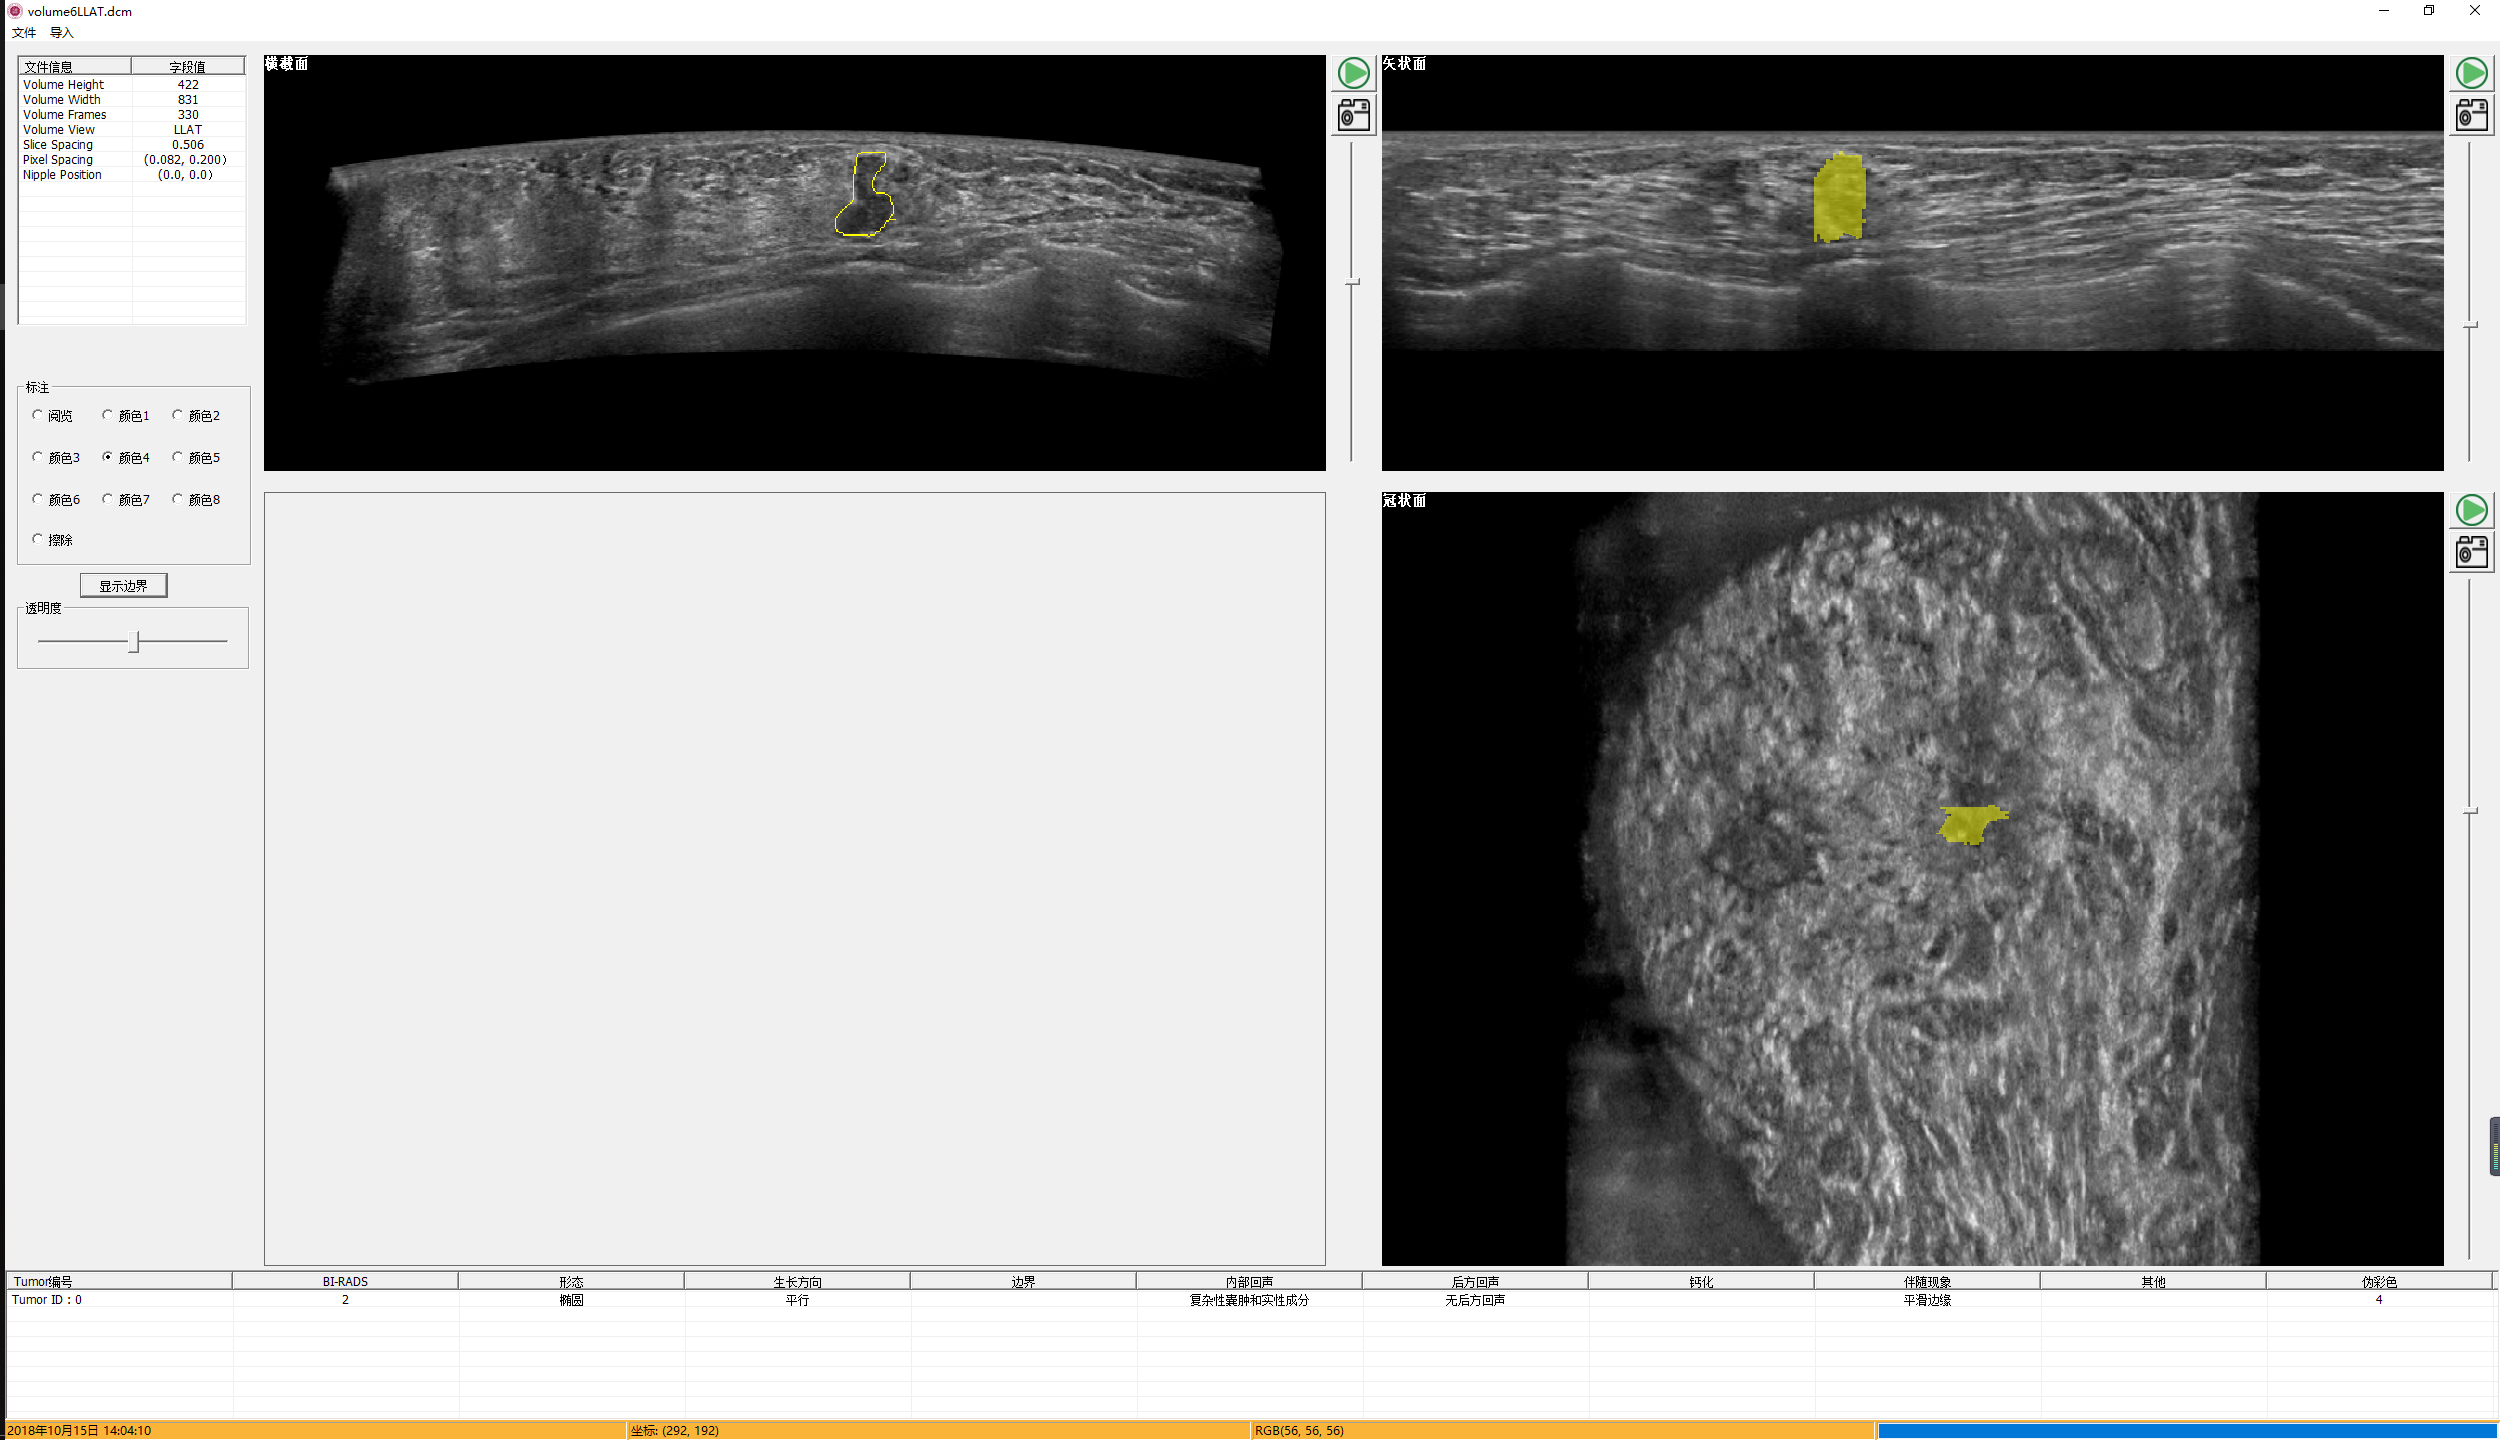 volume6LLAT.dcm
文件 导入
文件信息 字段值
Volume Height 422
Volume Width 831
Volume Frames 330
Volume View LLAT
Slice Spacing 0.506
Pixel Spacing (0.082, 0.200)
Nipple Position (0.0, 0.0)
横截面
矢状面
标注
阅览 颜色1 颜色2
颜色3 颜色4 颜色5
颜色6 颜色7 颜色8
擦除
显示边界
透明度
冠状面
Tumor编号 BI-RADS 形态 生长方向 边界 内部回声 后方回声 钙化 伴随现象 其他 伪彩色
Tumor ID : 0 2 椭圆 平行 复杂性囊肿和实性成分 无后方回声 平滑边缘 4
2018年10月15日 14:04:10 坐标: (292, 192) RGB(56, 56, 56)